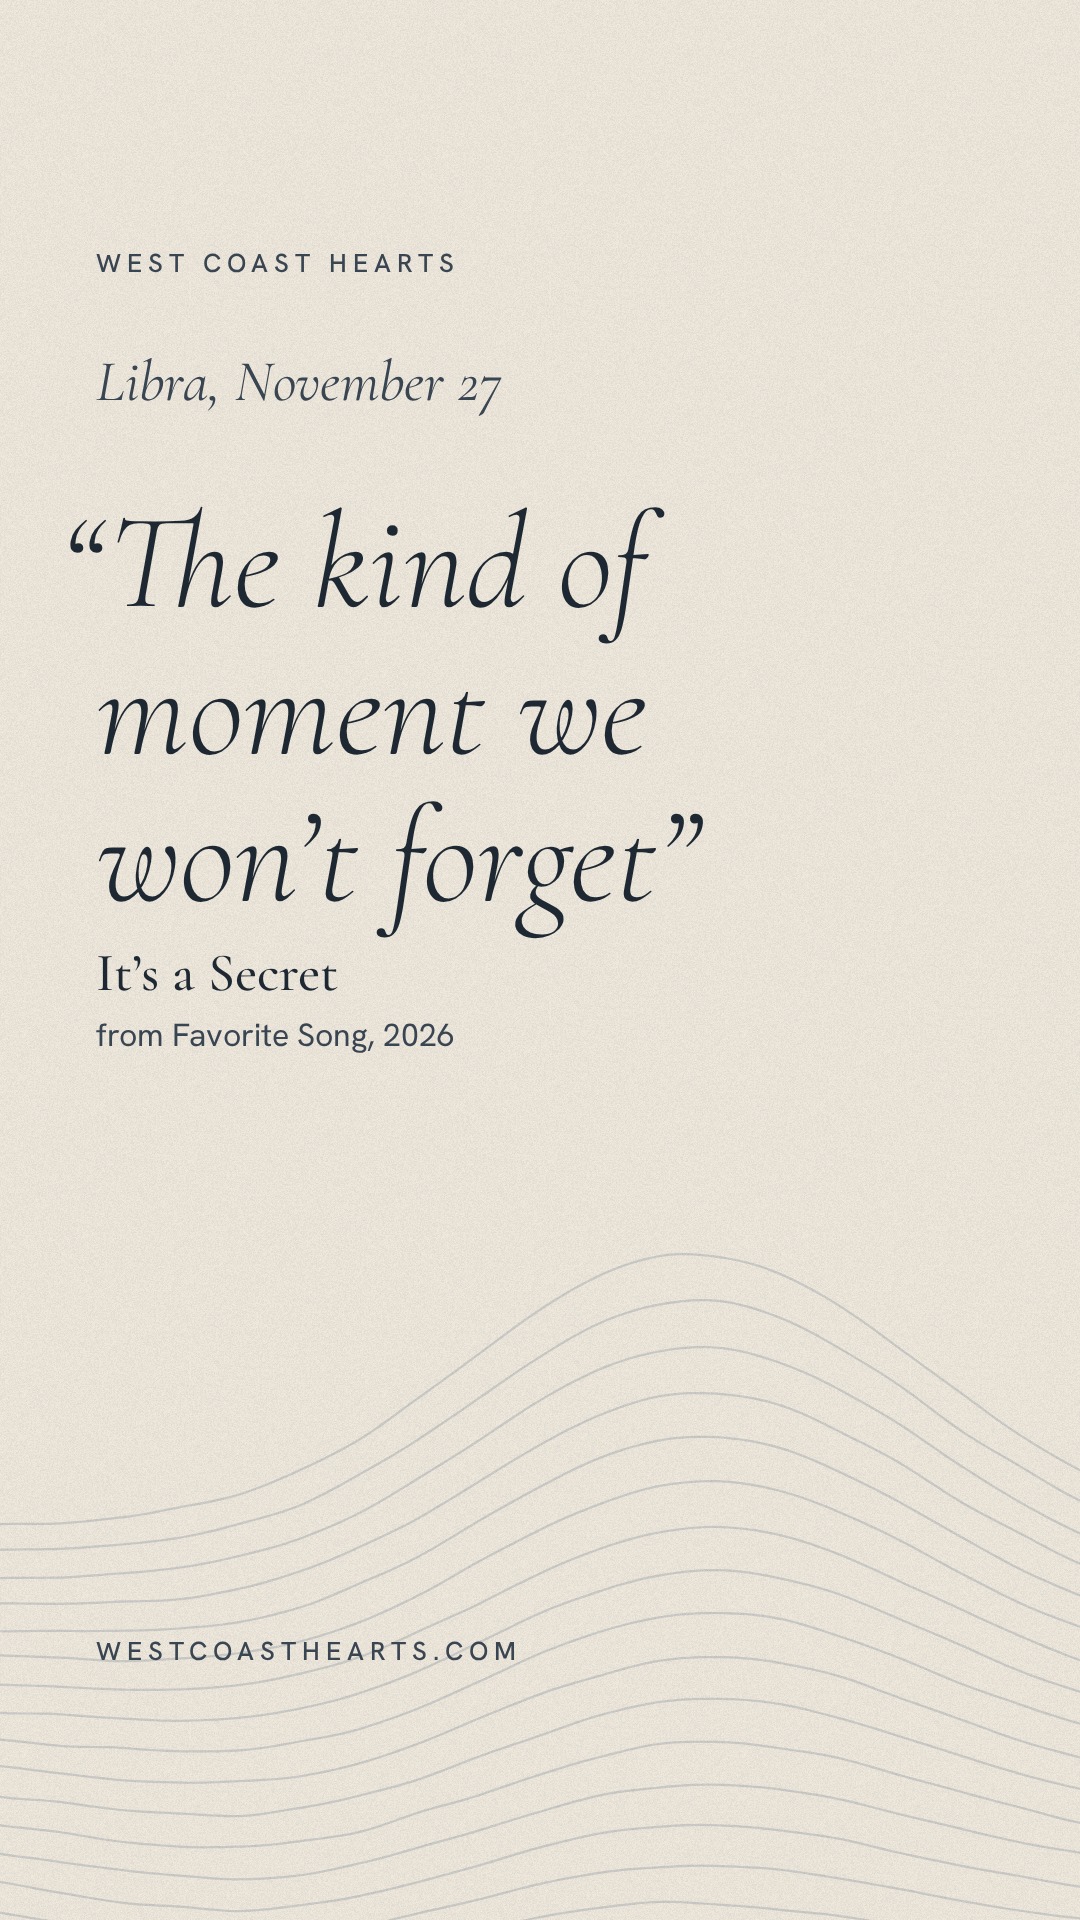 WEST COAST HEARTS
Libra, November 27
“The kind of
moment we
won’t forget”
It’s a Secret
from Favorite Song, 2026
WESTCOASTHEARTS.COM